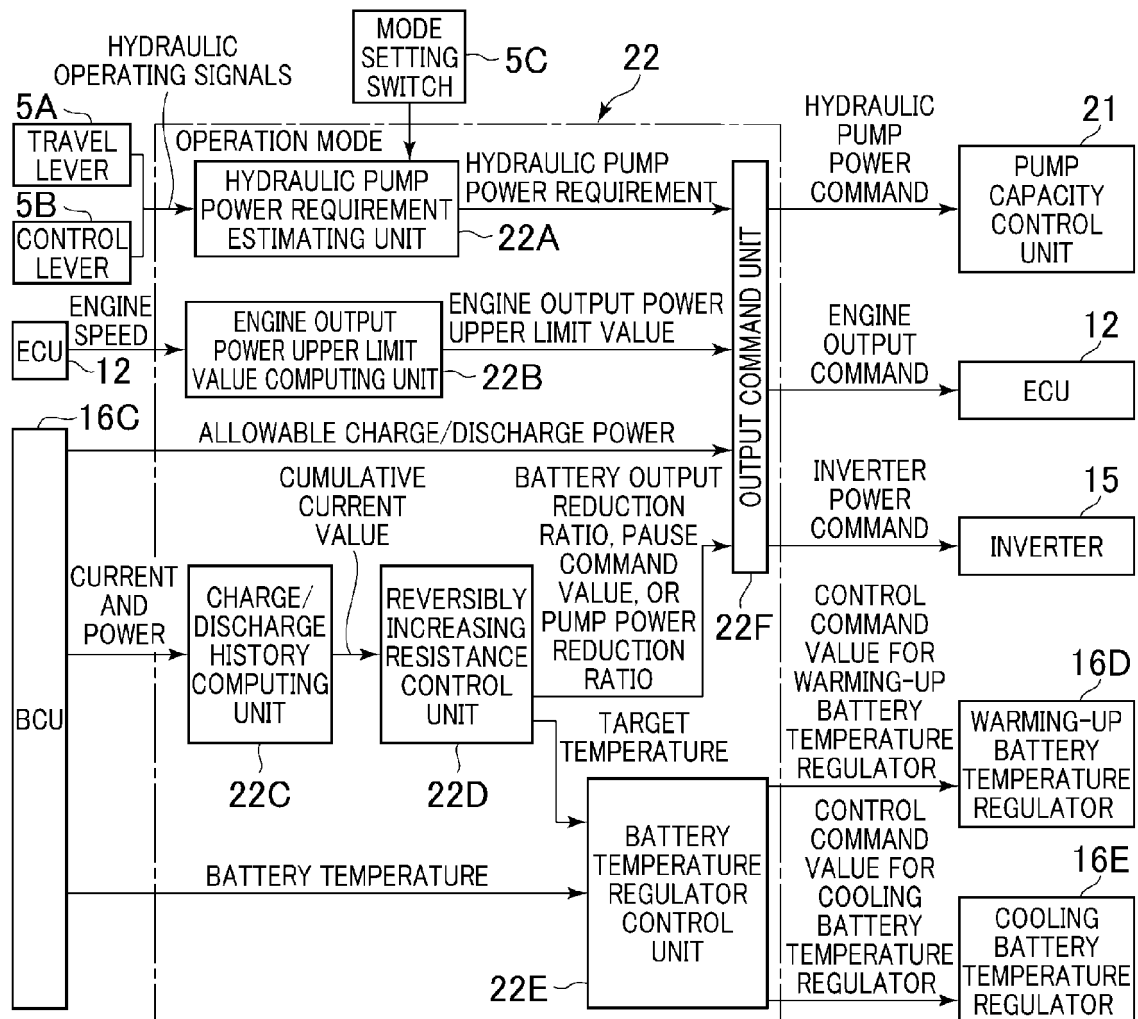 MODE
SETTING
SWITCH
5C
22
HYDRAULIC
OPERATING SIGNALS
5A
TRAVEL
LEVER
5B
CONTROL
LEVER
OPERATION MODE
HYDRAULIC PUMP
POWER REQUIREMENT
ESTIMATING UNIT
22A
HYDRAULIC PUMP
POWER REQUIREMENT
HYDRAULIC
PUMP
POWER
COMMAND
21
PUMP
CAPACITY
CONTROL
UNIT
ENGINE
SPEED
ECU
12
ENGINE OUTPUT
POWER UPPER LIMIT
VALUE COMPUTING UNIT
22B
ENGINE OUTPUT POWER
UPPER LIMIT VALUE
OUTPUT COMMAND UNIT
22F
ENGINE
OUTPUT
COMMAND
12
ECU
16C
BCU
ALLOWABLE CHARGE/DISCHARGE POWER
CUMULATIVE
CURRENT
VALUE
BATTERY OUTPUT
REDUCTION
RATIO, PAUSE
COMMAND
VALUE, OR
PUMP POWER
REDUCTION
RATIO
INVERTER
POWER
COMMAND
15
INVERTER
CURRENT
AND
POWER
CHARGE/
DISCHARGE
HISTORY
COMPUTING
UNIT
22C
REVERSIBLY
INCREASING
RESISTANCE
CONTROL
UNIT
22D
TARGET
TEMPERATURE
CONTROL
COMMAND
VALUE FOR
WARMING-UP
BATTERY
TEMPERATURE
REGULATOR
16D
WARMING-UP
BATTERY
TEMPERATURE
REGULATOR
BATTERY TEMPERATURE
BATTERY
TEMPERATURE
REGULATOR
CONTROL
UNIT
22E
CONTROL
COMMAND
VALUE FOR
COOLING
BATTERY
TEMPERATURE
REGULATOR
16E
COOLING
BATTERY
TEMPERATURE
REGULATOR